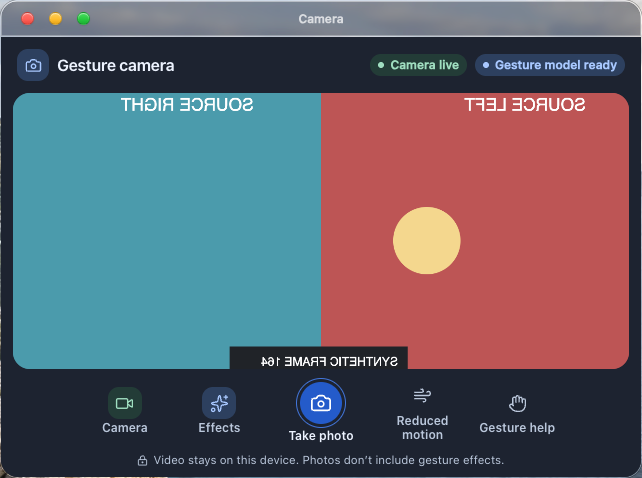 Camera
Gesture camera
Camera live
Gesture model ready
SOURCE RIGHT
SOURCE LEFT
SYNTHETIC FRAME 164
Camera
Effects
Take photo
Reduced
motion
Gesture help
Video stays on this device. Photos don’t include gesture effects.